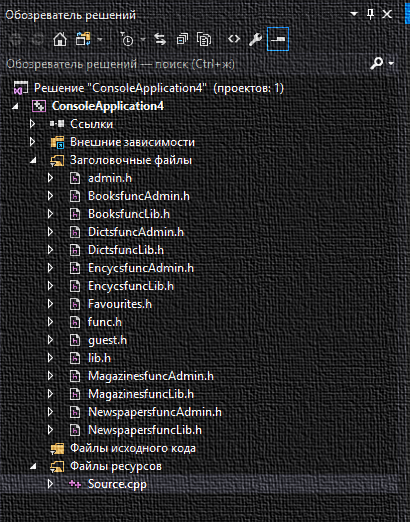 Обозреватель решений
Обозреватель решений — поиск (Ctrl+ж)
Решение "ConsoleApplication4" (проектов: 1)
ConsoleApplication4
Ссылки
Внешние зависимости
Заголовочные файлы
admin.h
BooksfuncAdmin.h
BooksfuncLib.h
DictsfuncAdmin.h
DictsfuncLib.h
EncycsfuncAdmin.h
EncycsfuncLib.h
Favourites.h
func.h
guest.h
lib.h
MagazinesfuncAdmin.h
MagazinesfuncLib.h
NewspapersfuncAdmin.h
NewspapersfuncLib.h
Файлы исходного кода
Файлы ресурсов
Source.cpp